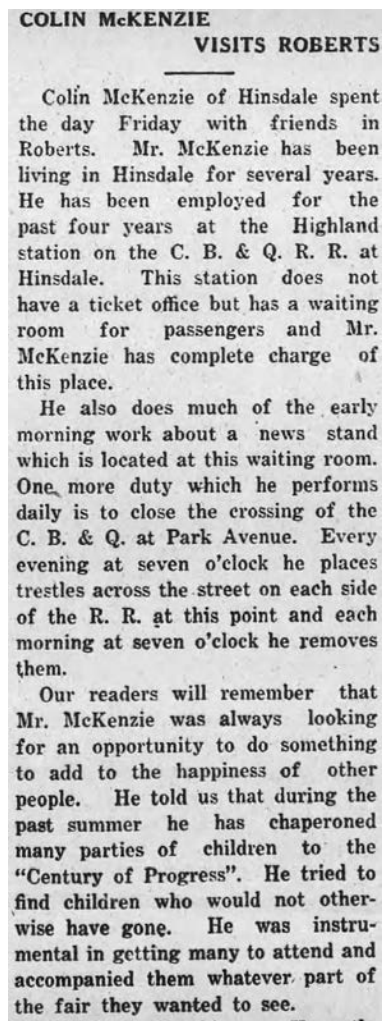 COLIN McKENZIE
VISITS ROBERTS
Colin McKenzie of Hinsdale spent
the day Friday with friends in
Roberts. Mr. McKenzie has been
living in Hinsdale for several years.
He has been employed for the
past four years at the Highland
station on the C. B. & Q. R. R. at
Hinsdale. This station does not
have a ticket office but has a waiting
room for passengers and Mr.
McKenzie has complete charge of
this place.
He also does much of the early
morning work about a news stand
which is located at this waiting room.
One more duty which he performs
daily is to close the crossing of the
C. B. & Q. at Park Avenue. Every
evening at seven o'clock he places
trestles across the street on each side
of the R. R. at this point and each
morning at seven o'clock he removes
them.
Our readers will remember that
Mr. McKenzie was always looking
for an opportunity to do something
to add to the happiness of other
people. He told us that during the
past summer he has chaperoned
many parties of children to the
"Century of Progress". He tried to
find children who would not other-
wise have gone. He was instru-
mental in getting many to attend and
accompanied them whatever part of
the fair they wanted to see.